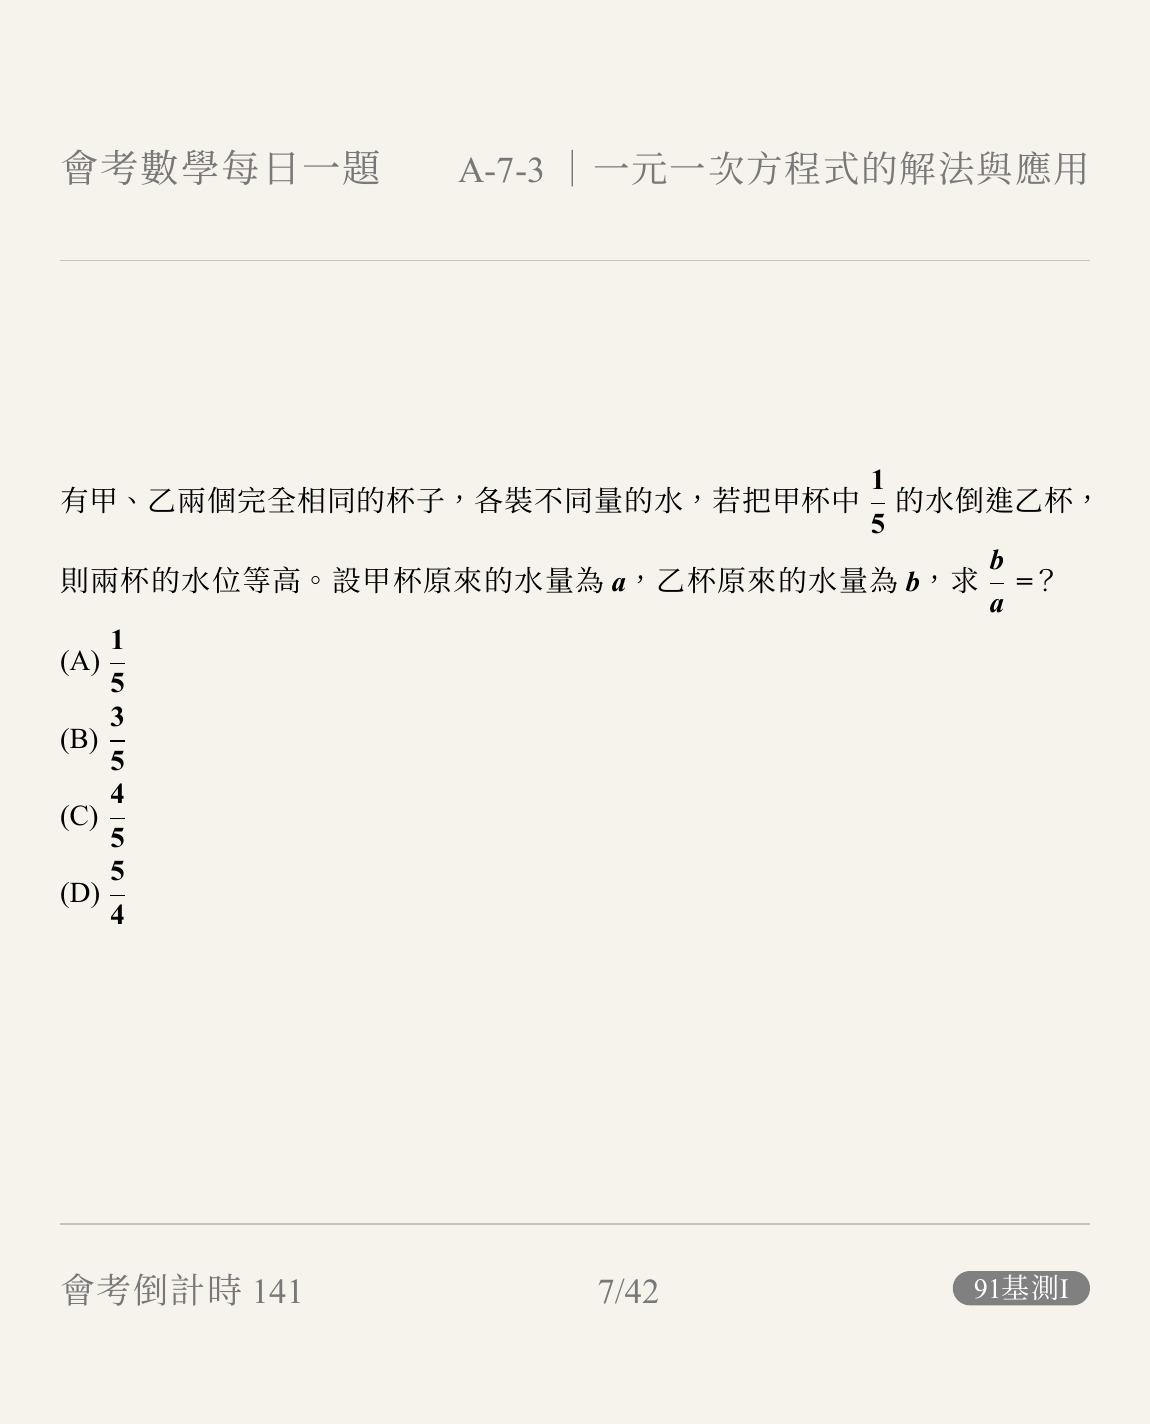 會考數學每日一題 A-7-3 | 一元一次方程式的解法與應用
有甲、乙兩個完全相同的杯子，各裝不同量的水，若把甲杯中 1/5 的水倒進乙杯，
則兩杯的水位等高。設甲杯原來的水量為 a，乙杯原來的水量為 b，求 b/a =？
(A) 1/5
(B) 3/5
(C) 4/5
(D) 5/4
會考倒計時 141 7/42 91基測I